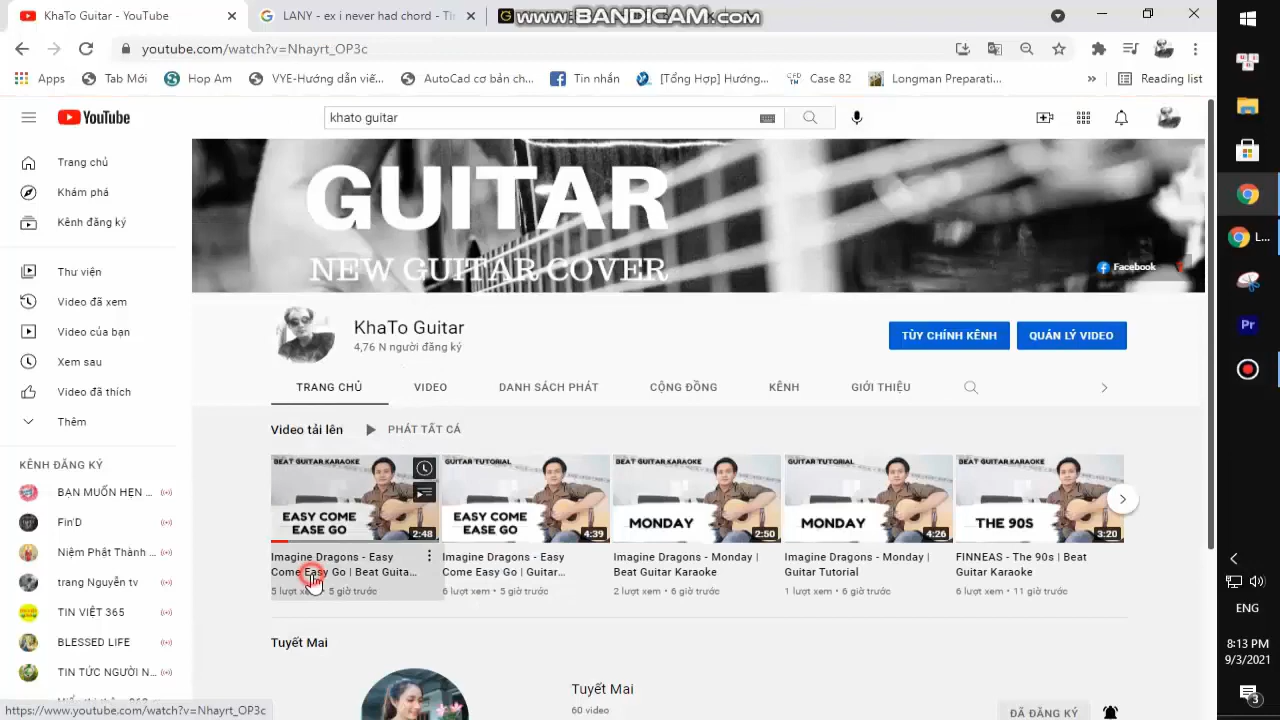 KhaTo Guitar - YouTube
LANY - ex i never had chord - Tìm
www.BANDICAM.com
youtube.com/watch?v=Nhayrt_OP3c
Apps
Tab Mới
Hop Am
VYE-Hướng dẫn viế...
AutoCad cơ bản ch...
Tin nhắn
[Tổng Hợp] Hướng...
CFD TM
Case 82
Longman Preparati...
»
Reading list
YouTube
khato guitar
Trang chủ
Khám phá
Kênh đăng ký
Thư viện
Video đã xem
Video của bạn
Xem sau
Video đã thích
Thêm
KÊNH ĐĂNG KÝ
BẠN MUỐN HẸN ...
Fin'D
Niệm Phật Thành ...
trang Nguyễn tv
TIN VIỆT 365
BLESSED LIFE
TIN TỨC NGƯỜI N...
GUITAR
NEW GUITAR COVER
Facebook
KhaTo Guitar
4,76 N người đăng ký
TÙY CHỈNH KÊNH
QUẢN LÝ VIDEO
TRANG CHỦ
VIDEO
DANH SÁCH PHÁT
CỘNG ĐỒNG
KÊNH
GIỚI THIỆU
Video tải lên
PHÁT TẤT CẢ
BEAT GUITAR KARAOKE
EASY COME
EASE GO
2:48
GUITAR TUTORIAL
EASY COME
EASE GO
4:39
BEAT GUITAR KARAOKE
MONDAY
2:50
GUITAR TUTORIAL
MONDAY
4:26
BEAT GUITAR KARAOKE
THE 90S
3:20
Imagine Dragons - Easy
Come Easy Go | Beat Guita...
5 lượt xem • 5 giờ trước
Imagine Dragons - Easy
Come Easy Go | Guitar...
5 lượt xem • 5 giờ trước
Imagine Dragons - Monday |
Beat Guitar Karaoke
2 lượt xem • 6 giờ trước
Imagine Dragons - Monday |
Guitar Tutorial
1 lượt xem • 6 giờ trước
FINNEAS - The 90s | Beat
Guitar Karaoke
6 lượt xem • 11 giờ trước
Tuyết Mai
Tuyết Mai
60 video
ĐÃ ĐĂNG KÝ
https://www.youtube.com/watch?v=Nhayrt_OP3c
L...
Pr
ENG
8:13 PM
9/3/2021
3